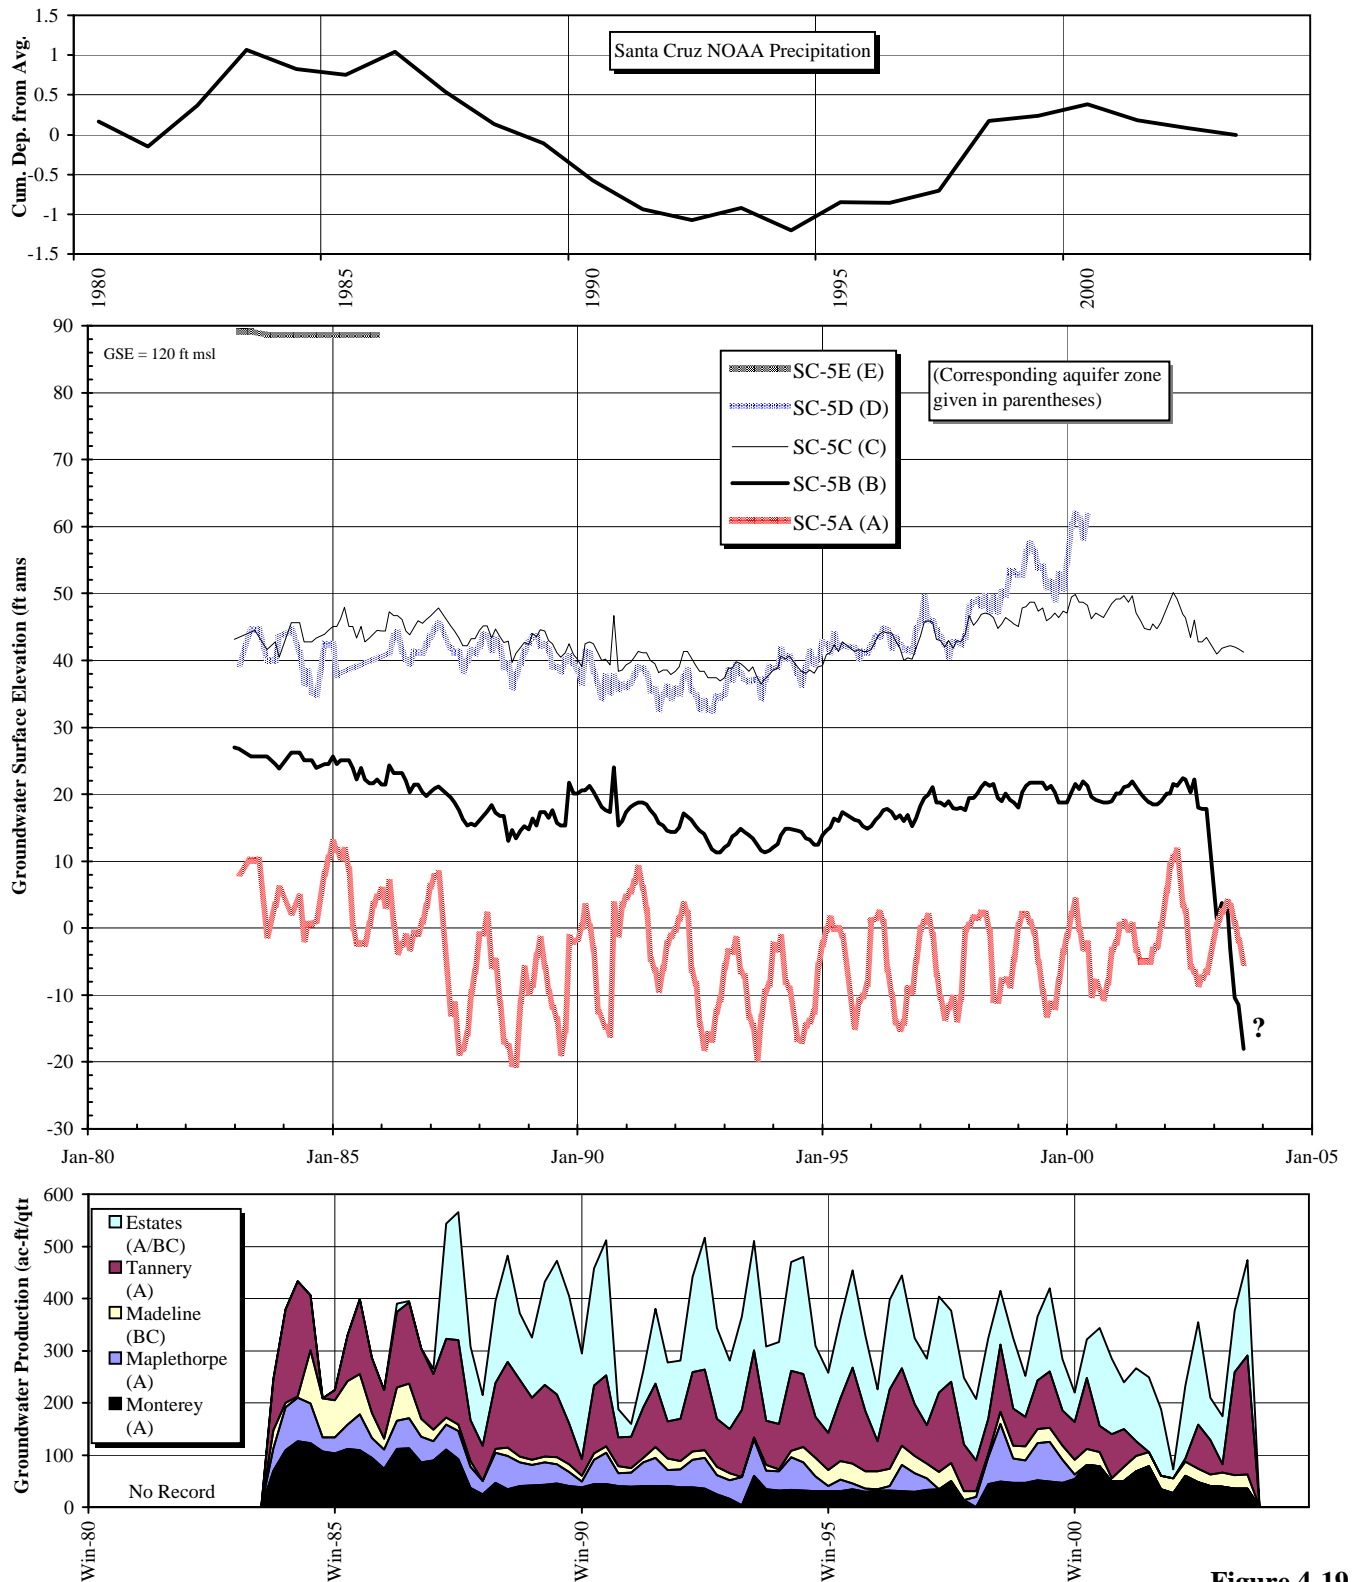 1.5
1
0.5
0
-0.5
-1
-1.5
Cum. Dep. from Avg.
Santa Cruz NOAA Precipitation
1980
1985
1990
1995
2000
90
80
70
60
50
40
30
20
10
0
-10
-20
-30
Groundwater Surface Elevation (ft ams
GSE = 120 ft msl
SC-5E (E)
SC-5D (D)
SC-5C (C)
SC-5B (B)
SC-5A (A)
(Corresponding aquifer zone
given in parentheses)
?
Jan-80
Jan-85
Jan-90
Jan-95
Jan-00
Jan-05
600
500
400
300
200
100
0
Groundwater Production (ac-ft/qtr
Estates
(A/BC)
Tannery
(A)
Madeline
(BC)
Maplethorpe
(A)
Monterey
(A)
No Record
Win-80
Win-85
Win-90
Win-95
Win-00
Figure 4-19